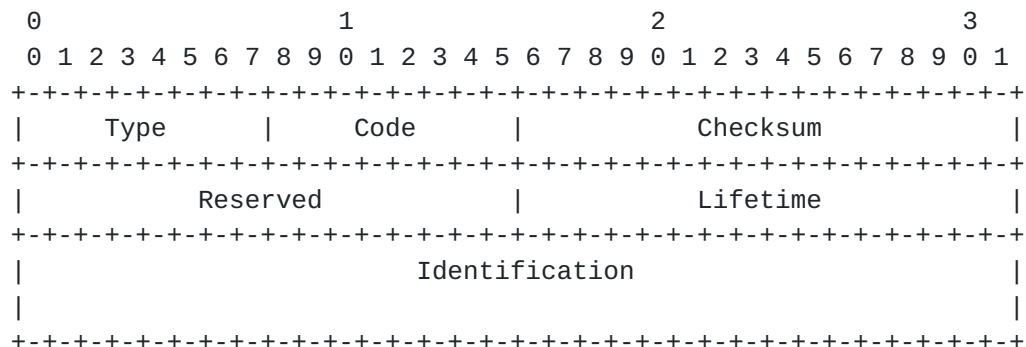 0                   1                   2                   3
 0 1 2 3 4 5 6 7 8 9 0 1 2 3 4 5 6 7 8 9 0 1 2 3 4 5 6 7 8 9 0 1
+-+-+-+-+-+-+-+-+-+-+-+-+-+-+-+-+-+-+-+-+-+-+-+-+-+-+-+-+-+-+-+-+
|     Type      |     Code      |           Checksum            |
+-+-+-+-+-+-+-+-+-+-+-+-+-+-+-+-+-+-+-+-+-+-+-+-+-+-+-+-+-+-+-+-+
|           Reserved            |           Lifetime            |
+-+-+-+-+-+-+-+-+-+-+-+-+-+-+-+-+-+-+-+-+-+-+-+-+-+-+-+-+-+-+-+-+
|                         Identification                        |
|                                                               |
+-+-+-+-+-+-+-+-+-+-+-+-+-+-+-+-+-+-+-+-+-+-+-+-+-+-+-+-+-+-+-+-+